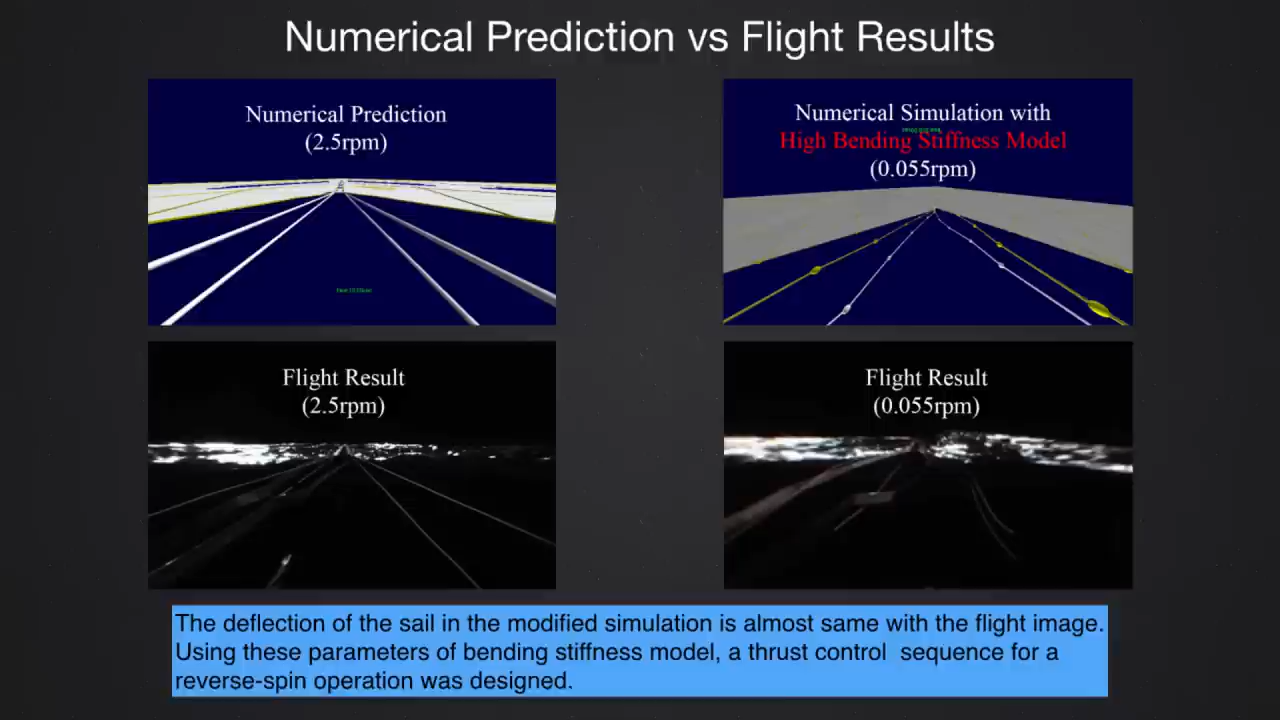 Numerical Prediction vs Flight Results
Numerical Prediction
(2.5rpm)
Numerical Simulation with
High Bending Stiffness Model
(0.055rpm)
Flight Result
(2.5rpm)
Flight Result
(0.055rpm)
The deflection of the sail in the modified simulation is almost same with the flight image.
Using these parameters of bending stiffness model, a thrust control  sequence for a
reverse-spin operation was designed.